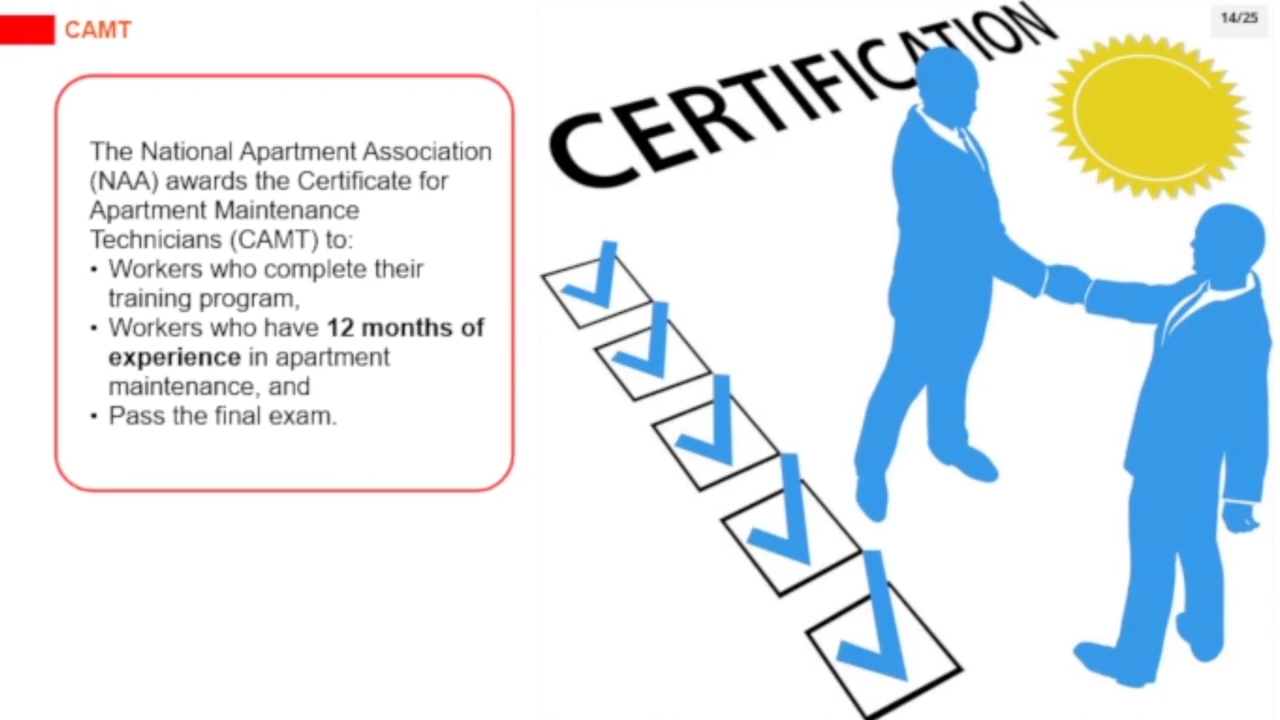 CAMT
14/25
CERTIFICATION
The National Apartment Association
(NAA) awards the Certificate for
Apartment Maintenance
Technicians (CAMT) to:
• Workers who complete their
training program,
• Workers who have 12 months of
experience in apartment
maintenance, and
• Pass the final exam.